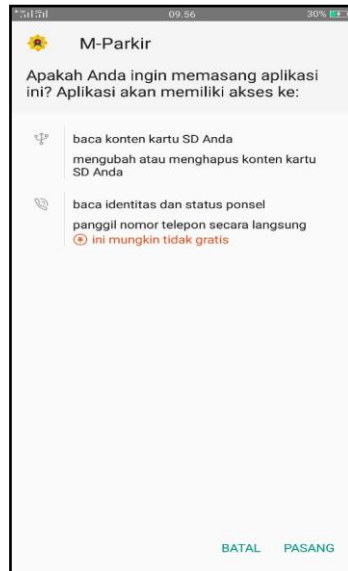 09.56 30%
M-Parkir
Apakah Anda ingin memasang aplikasi
ini? Aplikasi akan memiliki akses ke:
baca konten kartu SD Anda
mengubah atau menghapus konten kartu
SD Anda
baca identitas dan status ponsel
panggil nomor telepon secara langsung
ini mungkin tidak gratis
BATAL PASANG